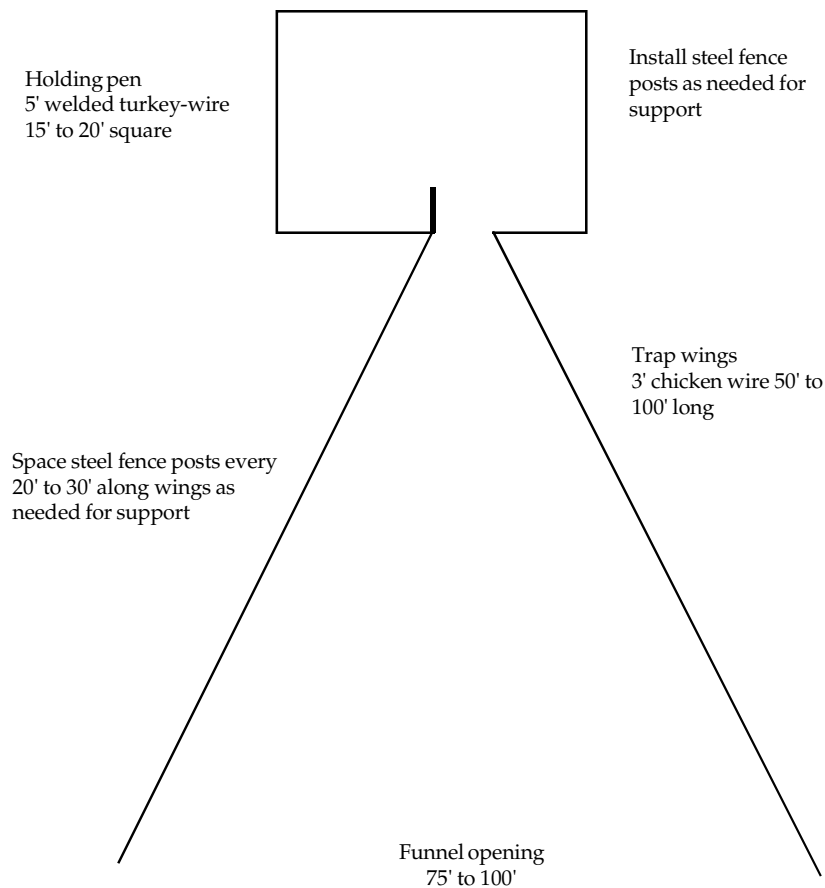 Holding pen
5' welded turkey-wire
15' to 20' square
Install steel fence
posts as needed for
support
Trap wings
3' chicken wire 50' to
100' long
Space steel fence posts every
20' to 30' along wings as
needed for support
Funnel opening
75' to 100'